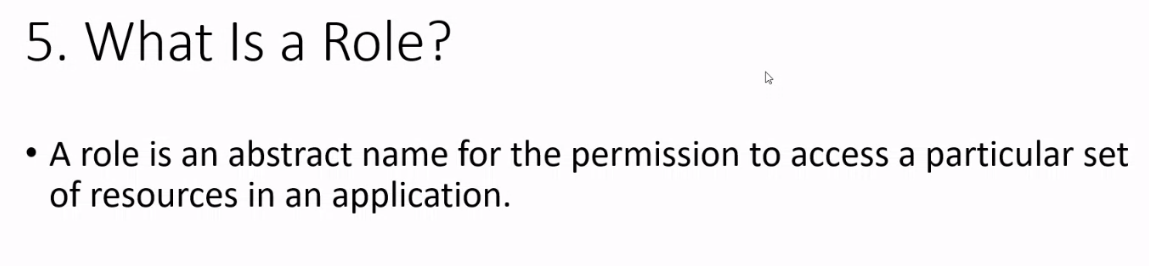 5. What Is a Role?
• A role is an abstract name for the permission to access a particular set
of resources in an application.